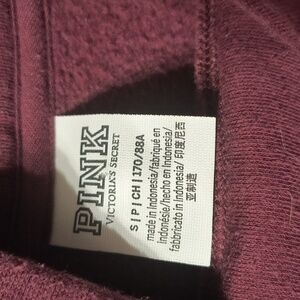 PINK
VICTORIA'S SECRET
S | P | CH | 170/88A
made in Indonesia/fabriqué en
Indonésie/hecho en Indonesia/
fabbricato in Indonesia/ 印度尼西
亚制造